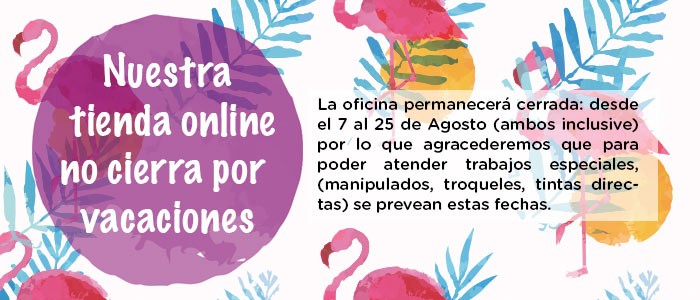 Nuestra
tienda online
no cierra por
vacaciones
La oficina permanecerá cerrada: desde
el 7 al 25 de Agosto (ambos inclusive)
por lo que agracederemos que para
poder atender trabajos especiales,
(manipulados, troqueles, tintas direc-
tas) se prevean estas fechas.